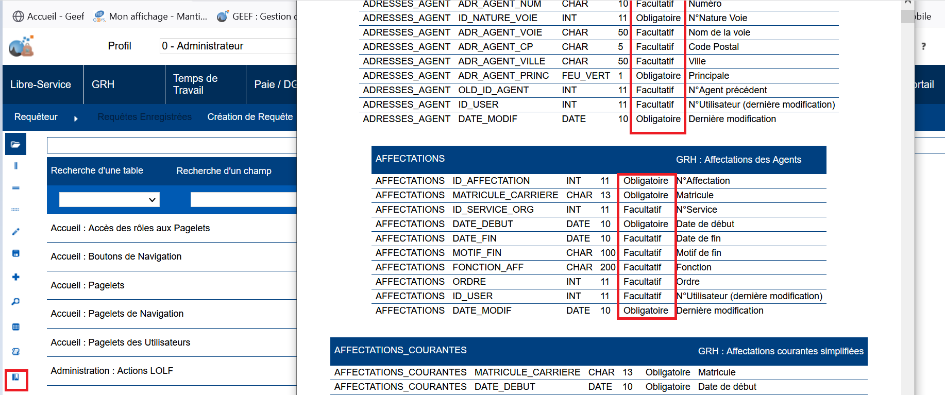 Accueil - Geef
Mon affichage - Manti...
GEEF : Gestion d
bile
Profil
0 - Administrateur
?
Libre-Service
GRH
Temps de
Travail
Paie / DG
ortail
Requêteur
Requêtes Enregistrées
Création de Requête
Recherche d'une table
Recherche d'un champ
Accueil : Accès des rôles aux Pagelets
Accueil : Boutons de Navigation
Accueil : Pagelets
Accueil : Pagelets de Navigation
Accueil : Pagelets des Utilisateurs
Administration : Actions LOLF
ADRESSES_AGENT ADR_AGENT_NUM CHAR 10 Facultatif Numéro
ADRESSES_AGENT ID_NATURE_VOIE INT 11 Obligatoire N°Nature Voie
ADRESSES_AGENT ADR_AGENT_VOIE CHAR 50 Facultatif Nom de la voie
ADRESSES_AGENT ADR_AGENT_CP CHAR 5 Facultatif Code Postal
ADRESSES_AGENT ADR_AGENT_VILLE CHAR 50 Facultatif Ville
ADRESSES_AGENT ADR_AGENT_PRINC FEU_VERT 1 Obligatoire Principale
ADRESSES_AGENT OLD_ID_AGENT INT 11 Facultatif N°Agent précédent
ADRESSES_AGENT ID_USER INT 11 Facultatif N°Utilisateur (dernière modification)
ADRESSES_AGENT DATE_MODIF DATE 10 Obligatoire Dernière modification
AFFECTATIONS GRH : Affectations des Agents
AFFECTATIONS ID_AFFECTATION INT 11 Obligatoire N°Affectation
AFFECTATIONS MATRICULE_CARRIERE CHAR 13 Obligatoire Matricule
AFFECTATIONS ID_SERVICE_ORG INT 11 Facultatif N°Service
AFFECTATIONS DATE_DEBUT DATE 10 Obligatoire Date de début
AFFECTATIONS DATE_FIN DATE 10 Facultatif Date de fin
AFFECTATIONS MOTIF_FIN CHAR 100 Facultatif Motif de fin
AFFECTATIONS FONCTION_AFF CHAR 200 Facultatif Fonction
AFFECTATIONS ORDRE INT 11 Facultatif Ordre
AFFECTATIONS ID_USER INT 11 Facultatif N°Utilisateur (dernière modification)
AFFECTATIONS DATE_MODIF DATE 10 Obligatoire Dernière modification
AFFECTATIONS_COURANTES GRH : Affectations courantes simplifiées
AFFECTATIONS_COURANTES MATRICULE_CARRIERE CHAR 13 Obligatoire Matricule
AFFECTATIONS_COURANTES DATE_DEBUT DATE 10 Obligatoire Date de début